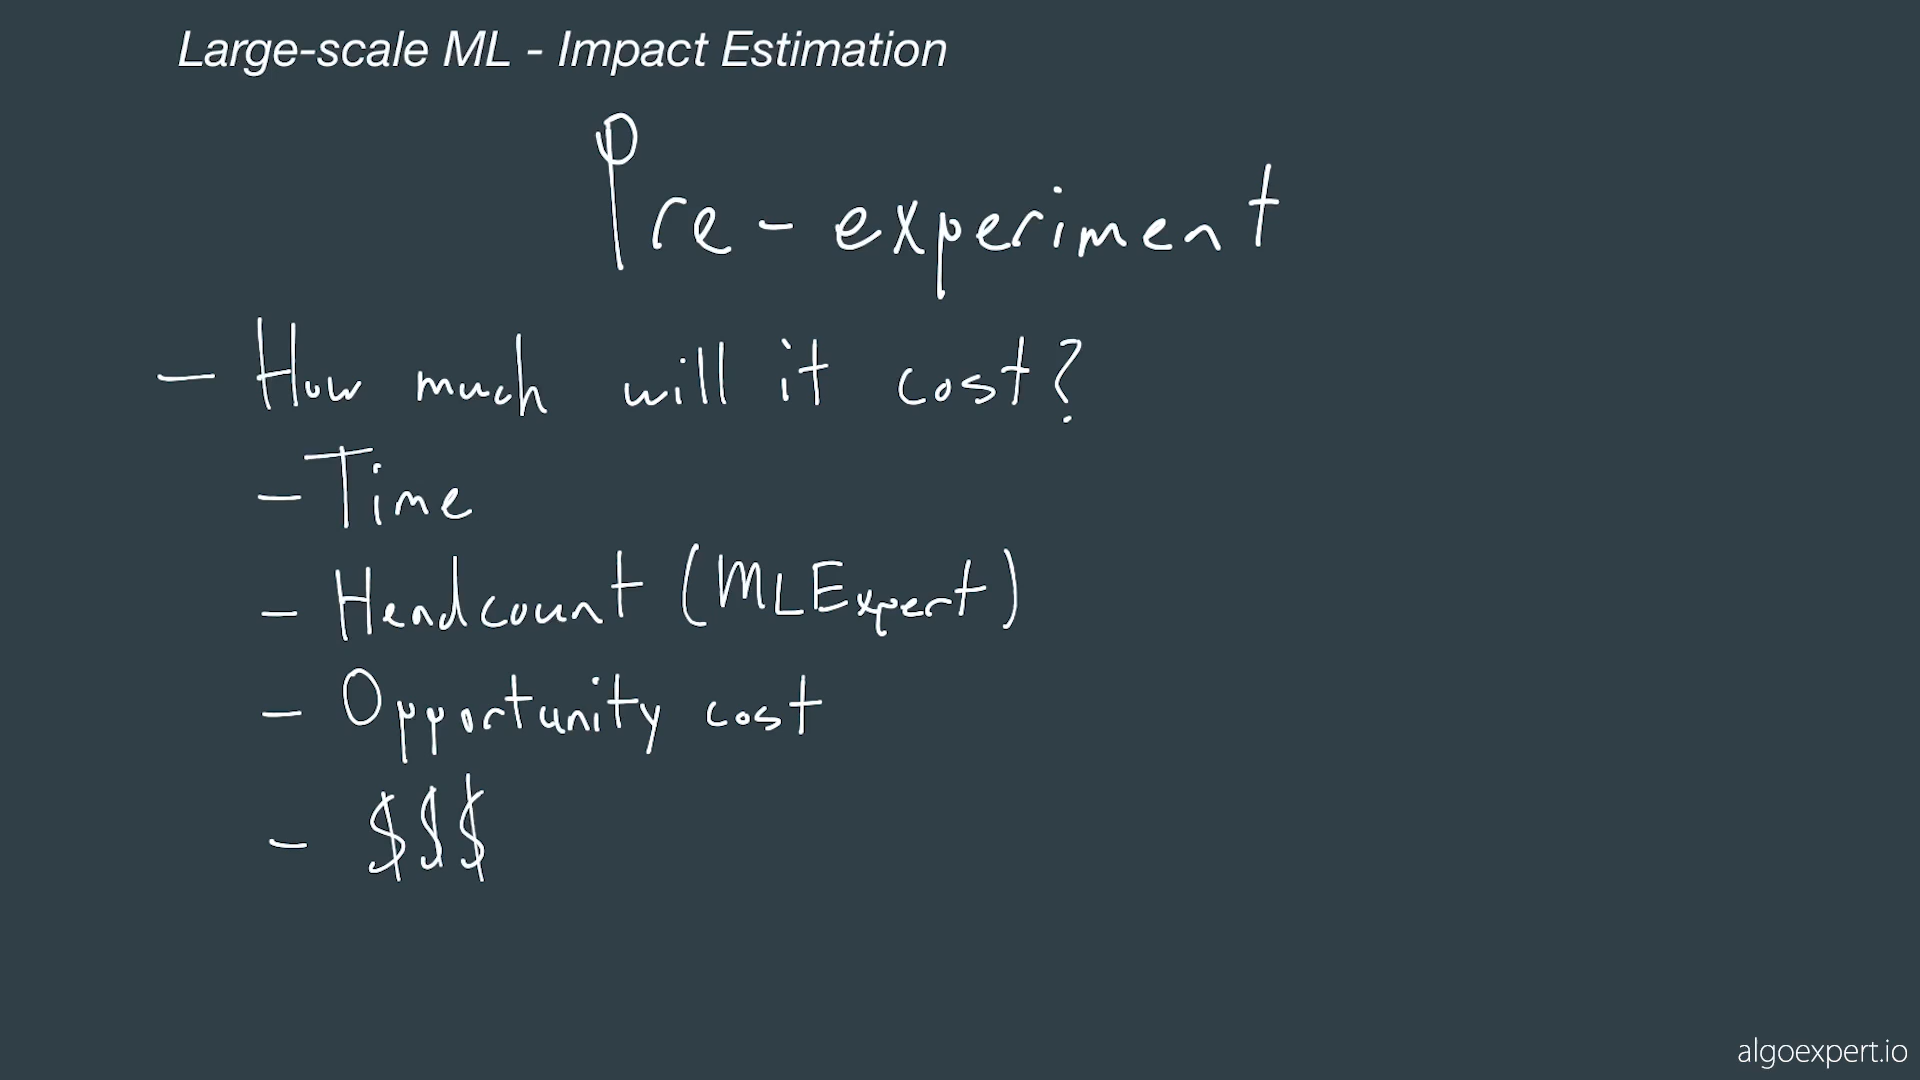 Large-scale ML - Impact Estimation
Pre-experiment
- How much will it cost?
- Time
- Headcount (MLExpert)
- Opportunity cost
- $$$
algoexpert.io